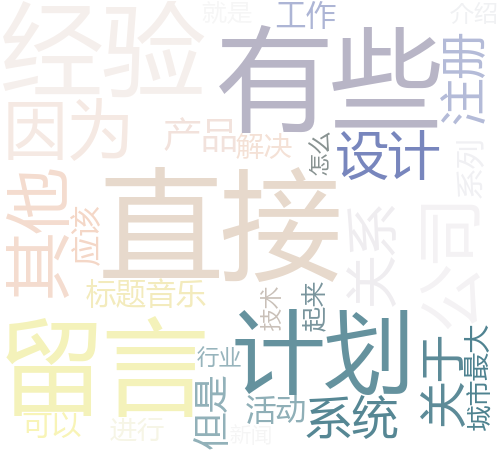 就是
工作
介绍
经验
有些
注册
因为
产品
解决
怎么
设计
系列
其他
应该
直接
关系
公司
标题
音乐
技术
起来
留言
计划
行业
关于
城市
最大
但是
活动
系统
可以
进行
新闻